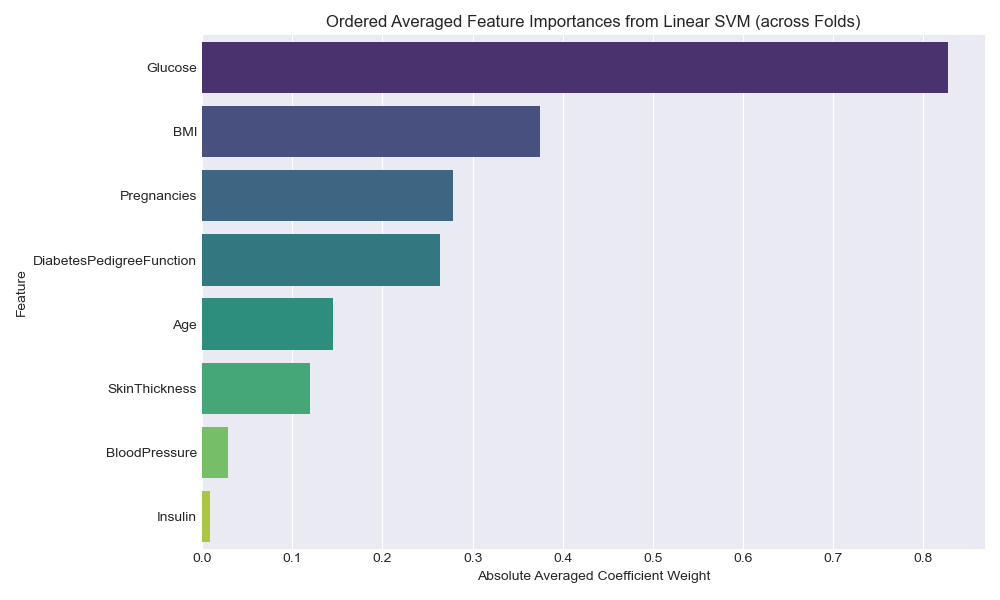 Ordered Averaged Feature Importances from Linear SVM (across Folds)
Feature
Glucose
BMI
Pregnancies
DiabetesPedigreeFunction
Age
SkinThickness
BloodPressure
Insulin
0.0 0.1 0.2 0.3 0.4 0.5 0.6 0.7 0.8
Absolute Averaged Coefficient Weight